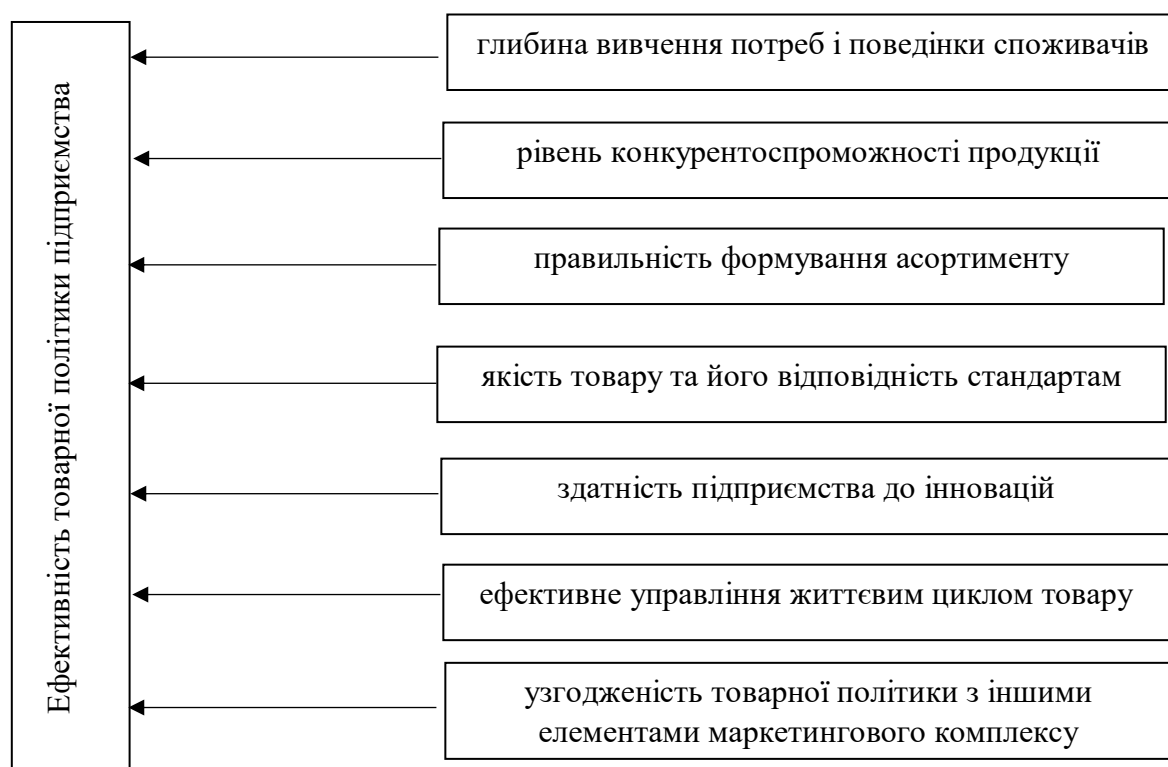 Ефективність товарної політики підприємства
глибина вивчення потреб і поведінки споживачів
рівень конкурентоспроможності продукції
правильність формування асортименту
якість товару та його відповідність стандартам
здатність підприємства до інновацій
ефективне управління життєвим циклом товару
узгодженість товарної політики з іншими
елементами маркетингового комплексу